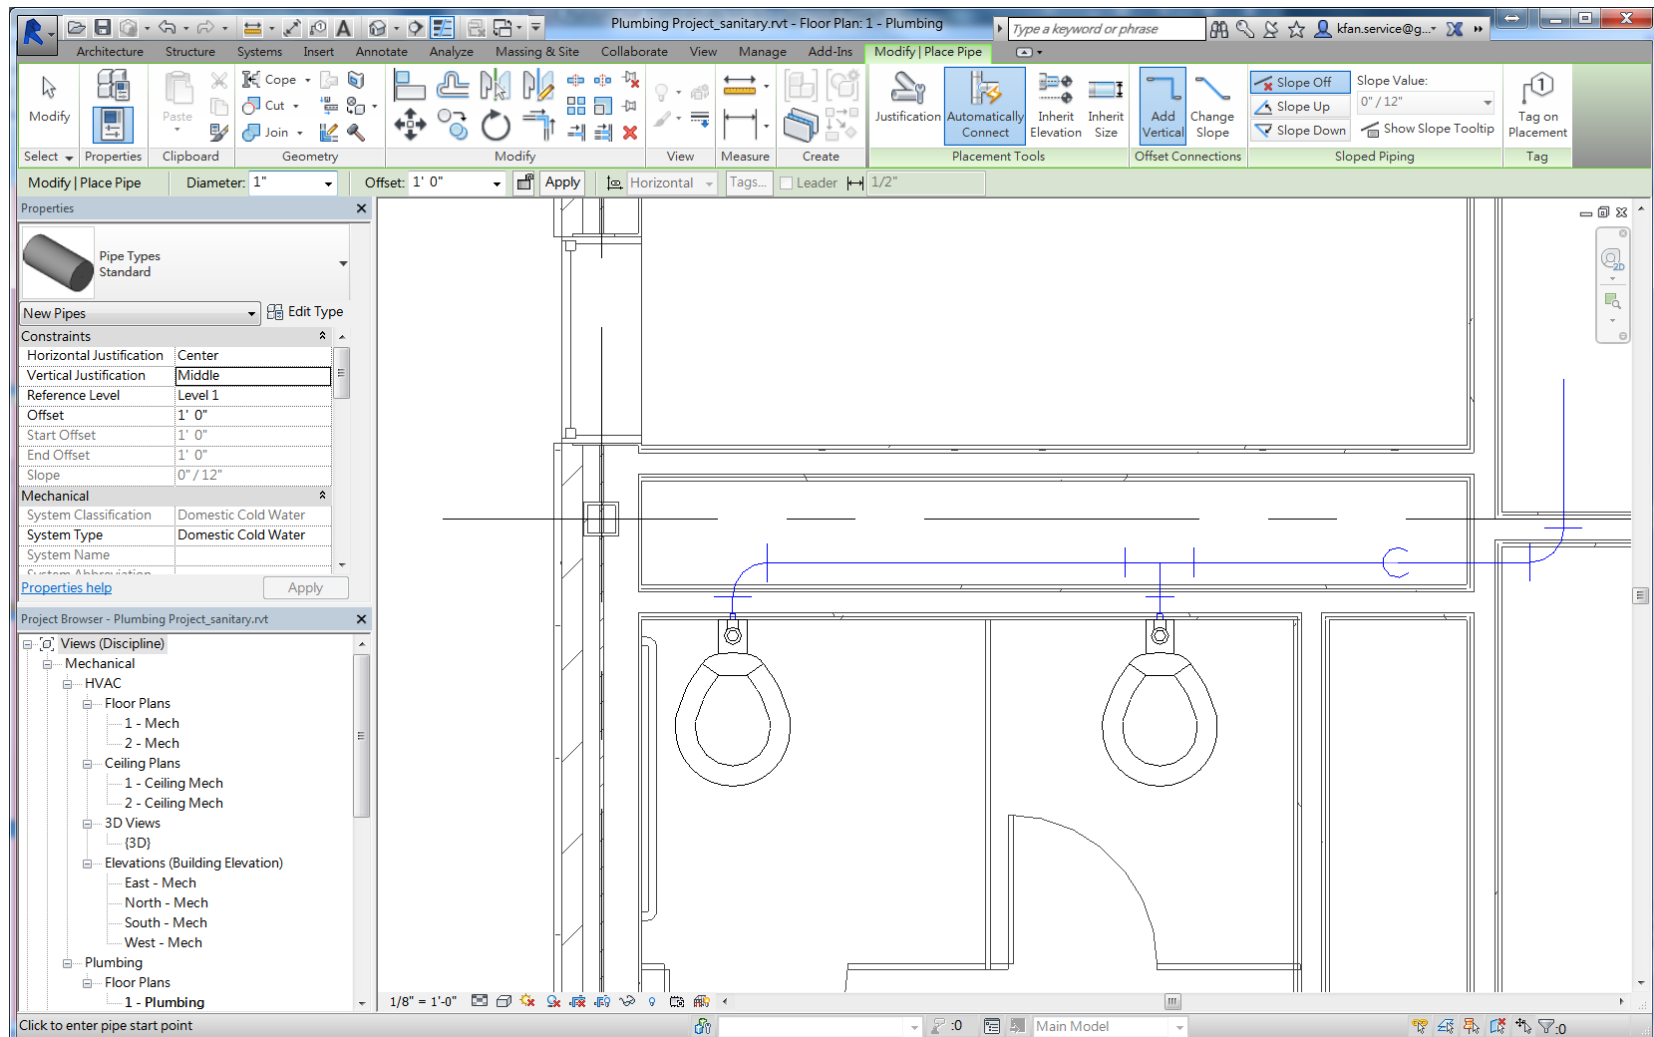 Plumbing Project_sanitary.rvt - Floor Plan: 1 - Plumbing
Type a keyword or phrase
kfan.service@g...
Architecture Structure Systems Insert Annotate Analyze Massing & Site Collaborate View Manage Add-Ins Modify | Place Pipe
Modify
Paste
Cope
Cut
Join
Justification
Automatically Connect
Inherit Elevation
Inherit Size
Add Vertical
Change Slope
Slope Off
Slope Up
Slope Down
Slope Value:
0" / 12"
Show Slope Tooltip
Tag on Placement
Select Properties Clipboard Geometry Modify View Measure Create Placement Tools Offset Connections Sloped Piping Tag
Modify | Place Pipe Diameter: 1" Offset: 1' 0" Apply Horizontal Tags... Leader 1/2"
Properties
Pipe Types
Standard
New Pipes Edit Type
Constraints
Horizontal Justification Center
Vertical Justification Middle
Reference Level Level 1
Offset 1' 0"
Start Offset 1' 0"
End Offset 1' 0"
Slope 0" / 12"
Mechanical
System Classification Domestic Cold Water
System Type Domestic Cold Water
System Name
System Abbreviation
Properties help Apply
Project Browser - Plumbing Project_sanitary.rvt
Views (Discipline)
Mechanical
HVAC
Floor Plans
1 - Mech
2 - Mech
Ceiling Plans
1 - Ceiling Mech
2 - Ceiling Mech
3D Views
{3D}
Elevations (Building Elevation)
East - Mech
North - Mech
South - Mech
West - Mech
Plumbing
Floor Plans
1 - Plumbing
2D
1/8" = 1'-0"
Click to enter pipe start point
:0
Main Model
:0